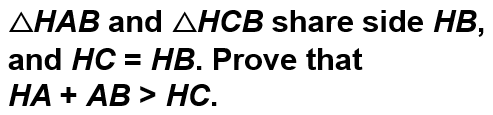 △HAB and △HCB share side HB,
and HC = HB. Prove that
HA + AB > HC.